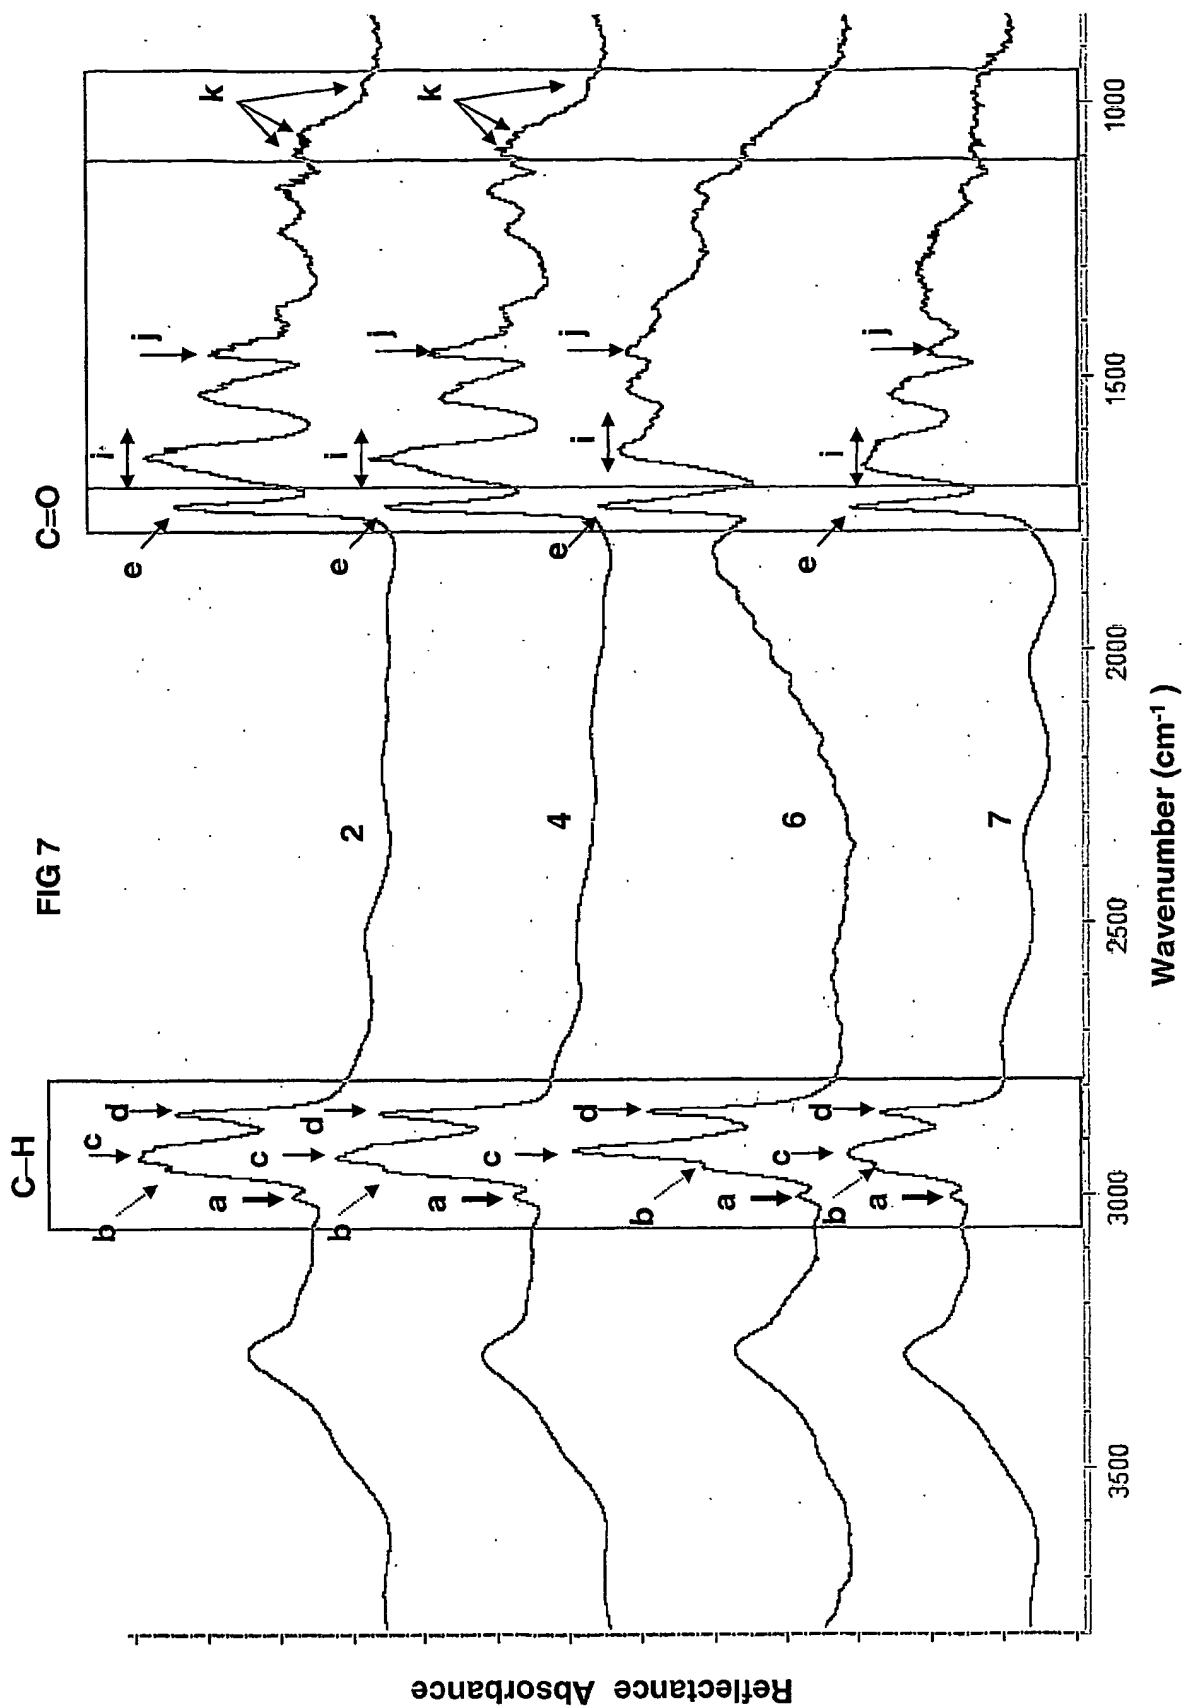 FIG 7
C–H
C=O
b
a
c
d
e
i
j
k
2
b
a
c
d
e
i
j
k
4
b
a
c
d
e
i
j
6
b
a
c
d
e
i
j
7
3500
3000
2500
2000
1500
1000
Wavenumber (cm⁻¹ )
Reflectance Absorbance